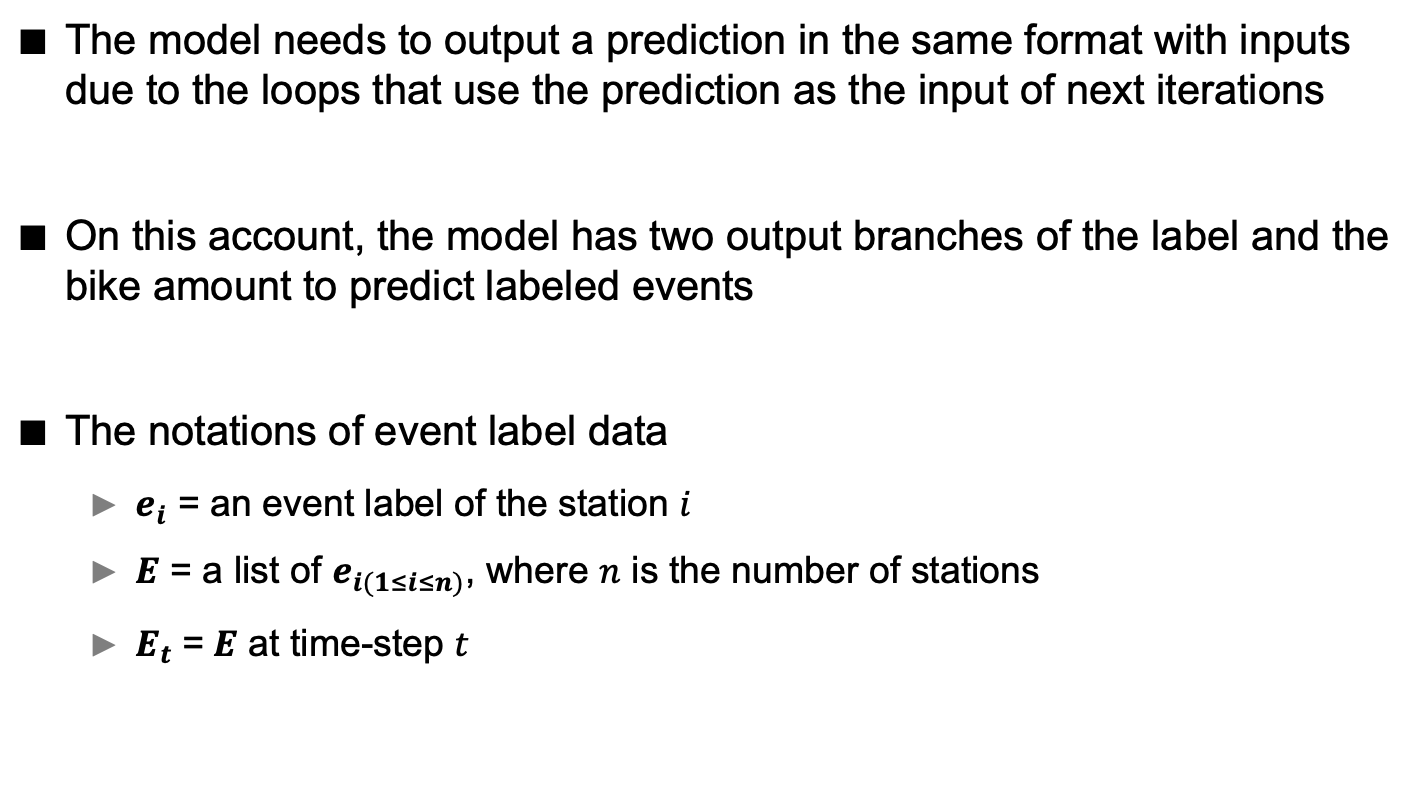 ■ The model needs to output a prediction in the same format with inputs
due to the loops that use the prediction as the input of next iterations
■ On this account, the model has two output branches of the label and the
bike amount to predict labeled events
■ The notations of event label data
► e_i = an event label of the station i
► E = a list of e_i(1≤i≤n), where n is the number of stations
► E_t = E at time-step t